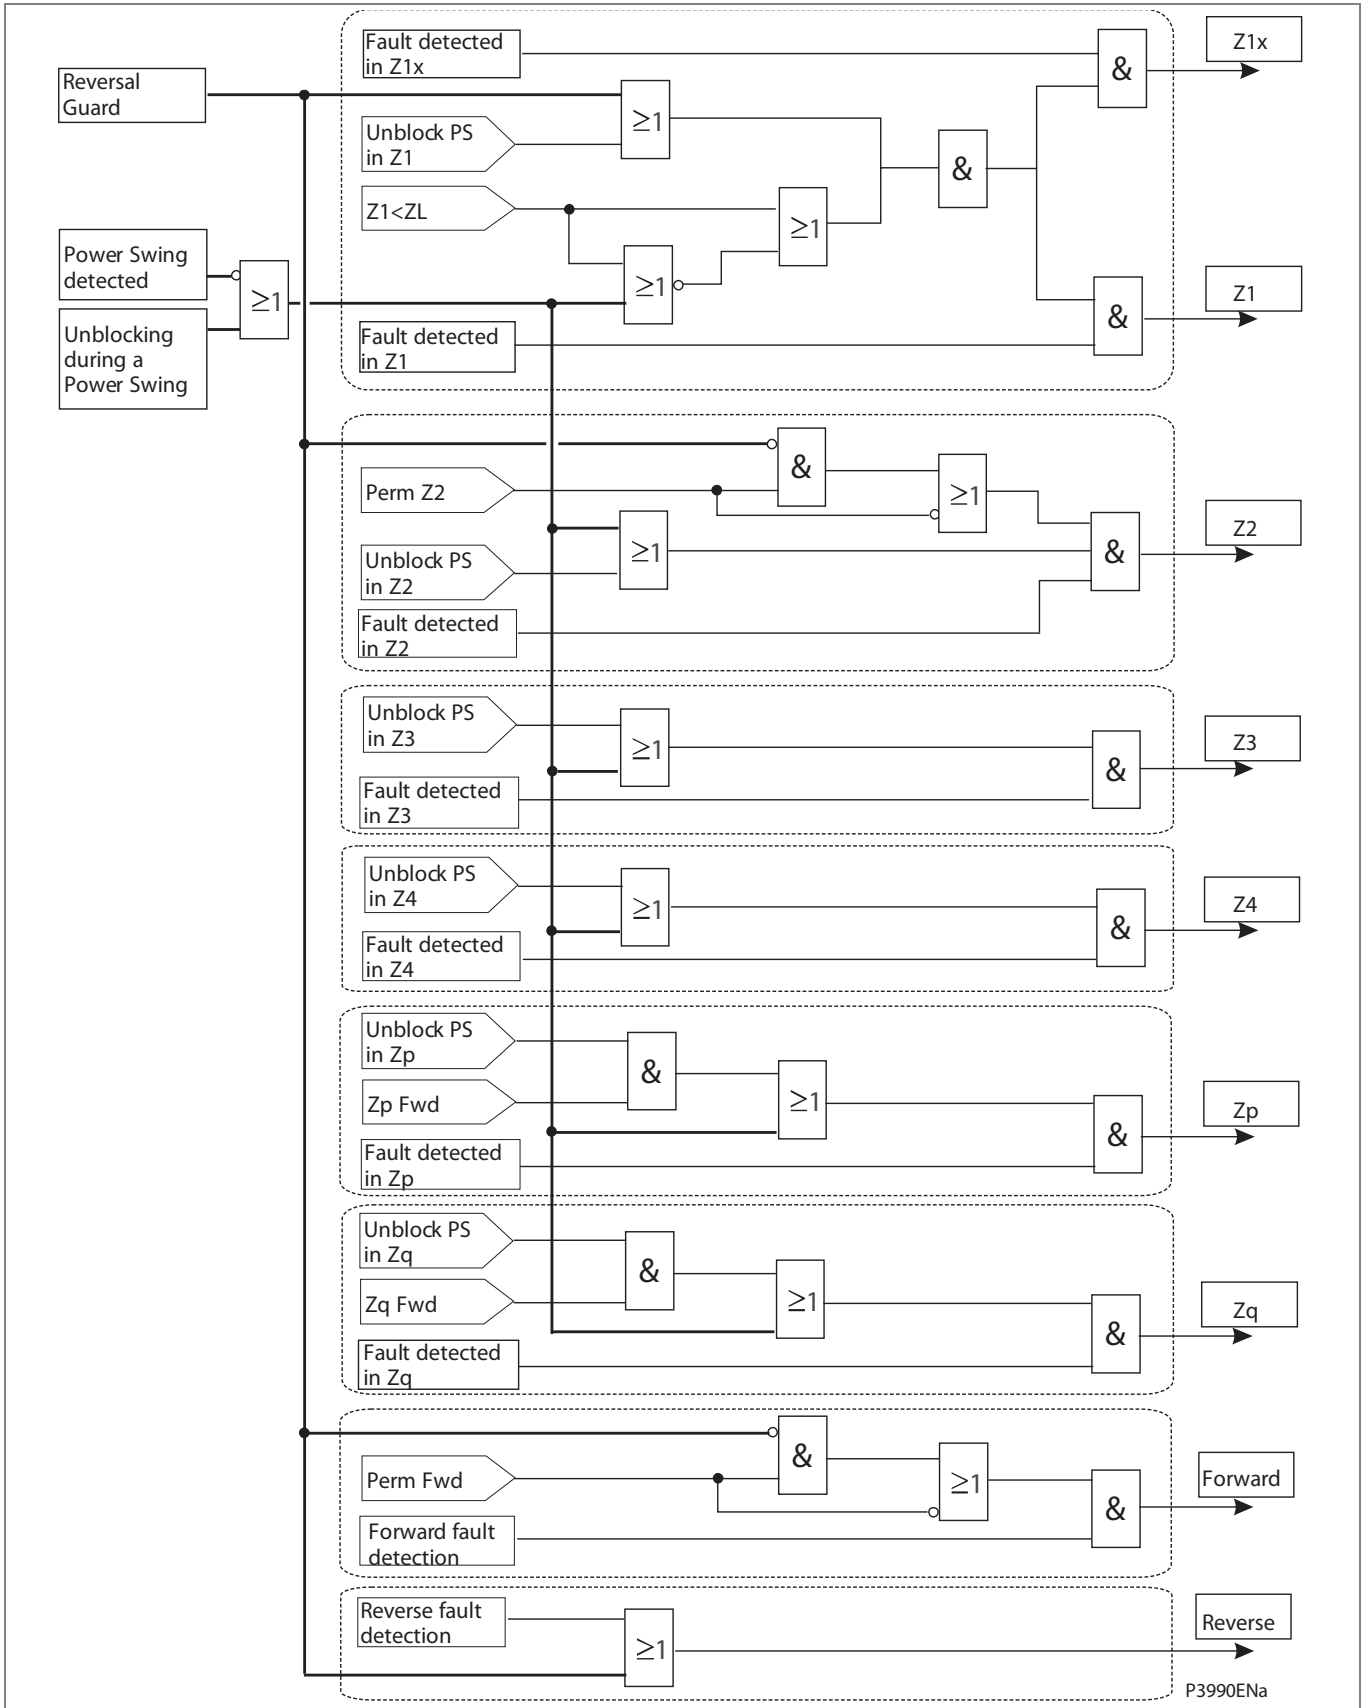 Fault detected
in Z1x
&
Z1x
Reversal
Guard
≥1
Unblock PS
in Z1
&
Z1<ZL
≥1
Power Swing
detected
≥1
≥1
Unblocking
during a
Power Swing
Fault detected
in Z1
&
Z1
&
Perm Z2
≥1
Unblock PS
in Z2
≥1
&
Z2
Fault detected
in Z2
Unblock PS
in Z3
≥1
&
Z3
Fault detected
in Z3
Unblock PS
in Z4
≥1
&
Z4
Fault detected
in Z4
Unblock PS
in Zp
&
Zp Fwd
≥1
&
Zp
Fault detected
in Zp
Unblock PS
in Zq
&
Zq Fwd
≥1
&
Zq
Fault detected
in Zq
&
Perm Fwd
≥1
&
Forward
Forward fault
detection
Reverse fault
detection
≥1
Reverse
P3990ENa